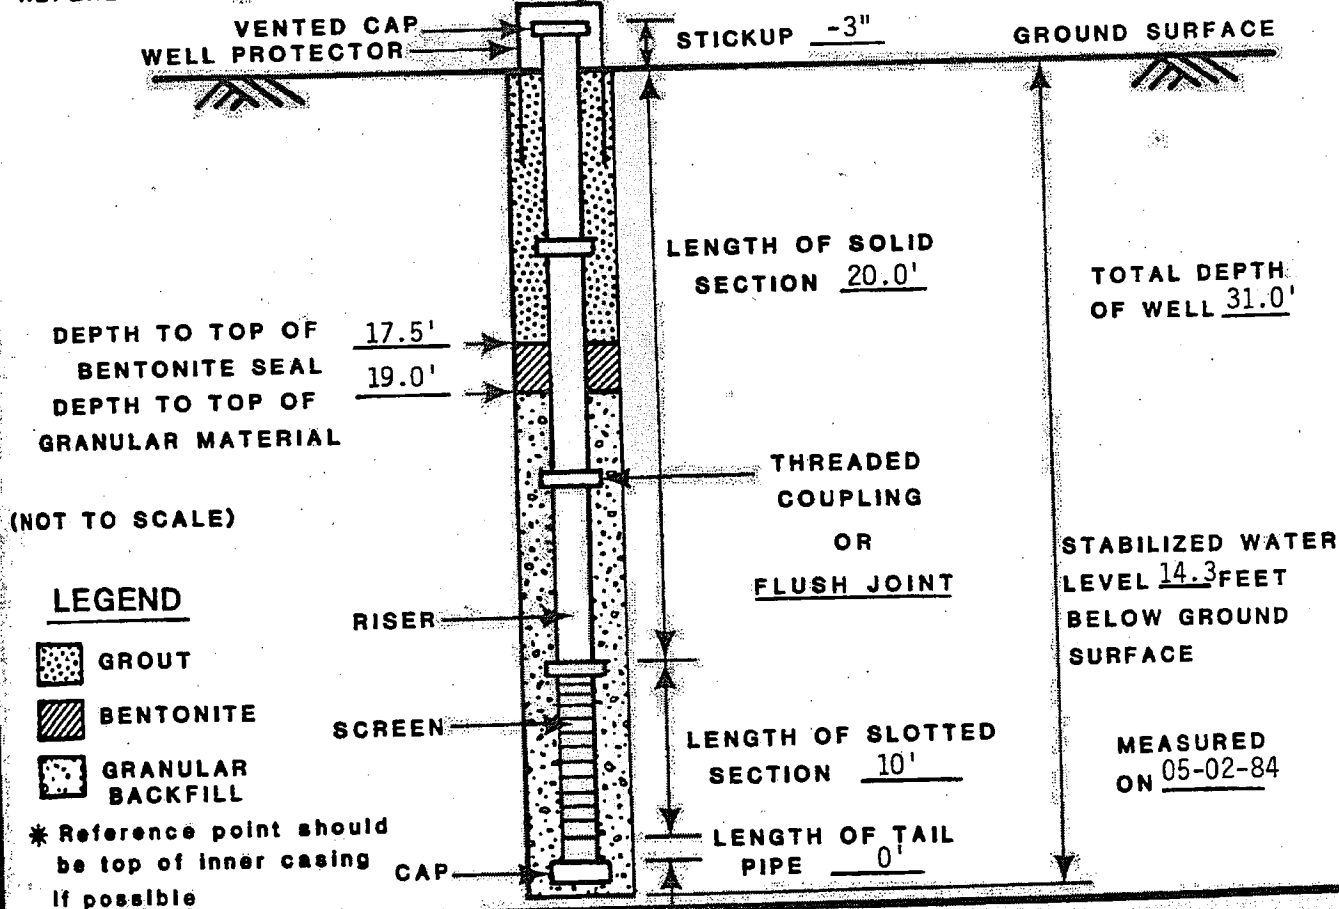 VENTED CAP
WELL PROTECTOR
STICKUP -3"
GROUND SURFACE
LENGTH OF SOLID
SECTION 20.0'
TOTAL DEPTH
OF WELL 31.0'
DEPTH TO TOP OF
BENTONITE SEAL
17.5'
19.0'
DEPTH TO TOP OF
GRANULAR MATERIAL
THREADED
COUPLING
OR
FLUSH JOINT
(NOT TO SCALE)
STABILIZED WATER
LEVEL 14.3 FEET
BELOW GROUND
SURFACE
LEGEND
GROUT
BENTONITE
GRANULAR
BACKFILL
RISER
SCREEN
LENGTH OF SLOTTED
SECTION 10'
MEASURED
ON 05-02-84
* Reference point should
be top of inner casing
if possible
CAP
LENGTH OF TAIL
PIPE 0'